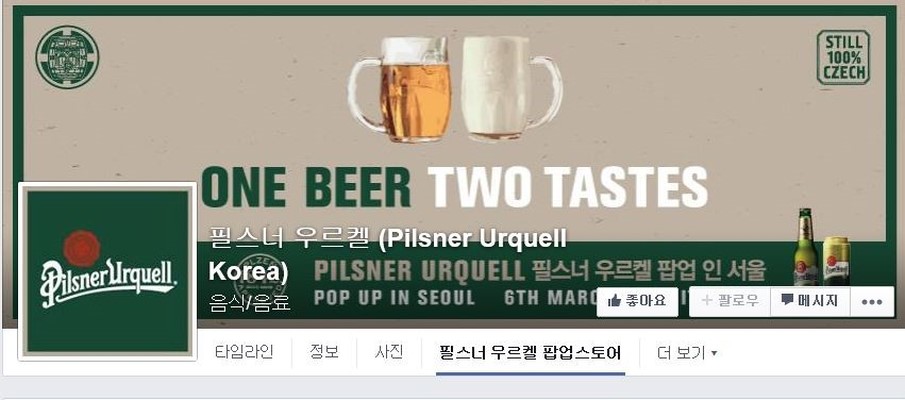 STILL
100%
CZECH
ONE BEER TWO TASTES
Pilsner Urquell
필스너 우르켈 (Pilsner Urquell
Korea)
음식/음료
PILSNER URQUELL 필스너 우르켈 팝업 인 서울
POP UP IN SEOUL 6TH
좋아요 + 팔로우 메시지 •••
타임라인 정보 사진 필스너 우르켈 팝업스토어 더 보기 ▾